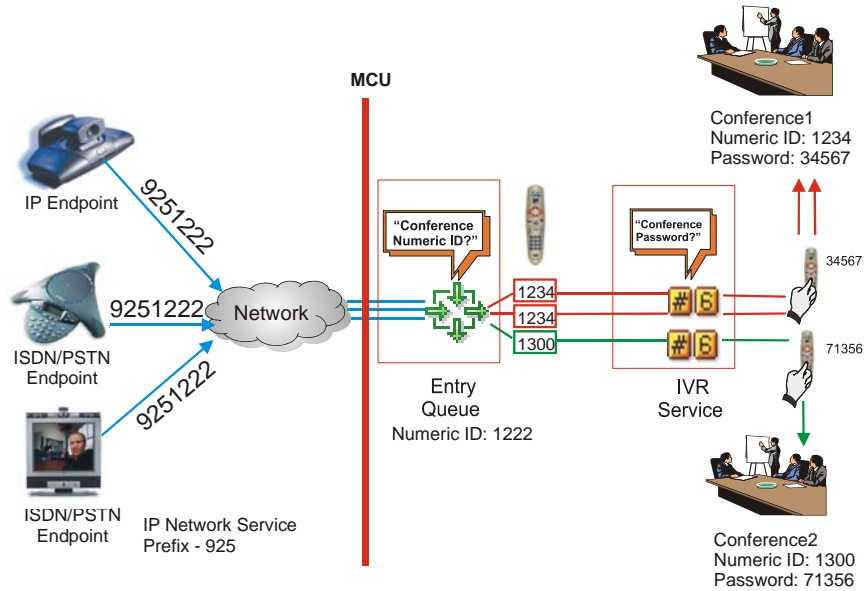 MCU
Conference1
Numeric ID: 1234
Password: 34567
IP Endpoint
9251222
"Conference
Numeric ID?"
"Conference
Password?"
34567
ISDN/PSTN
Endpoint
9251222
Network
1234
1234
1300
# 6
# 6
71356
9251222
Entry
Queue
Numeric ID: 1222
IVR
Service
ISDN/PSTN
Endpoint
IP Network Service
Prefix - 925
Conference2
Numeric ID: 1300
Password: 71356